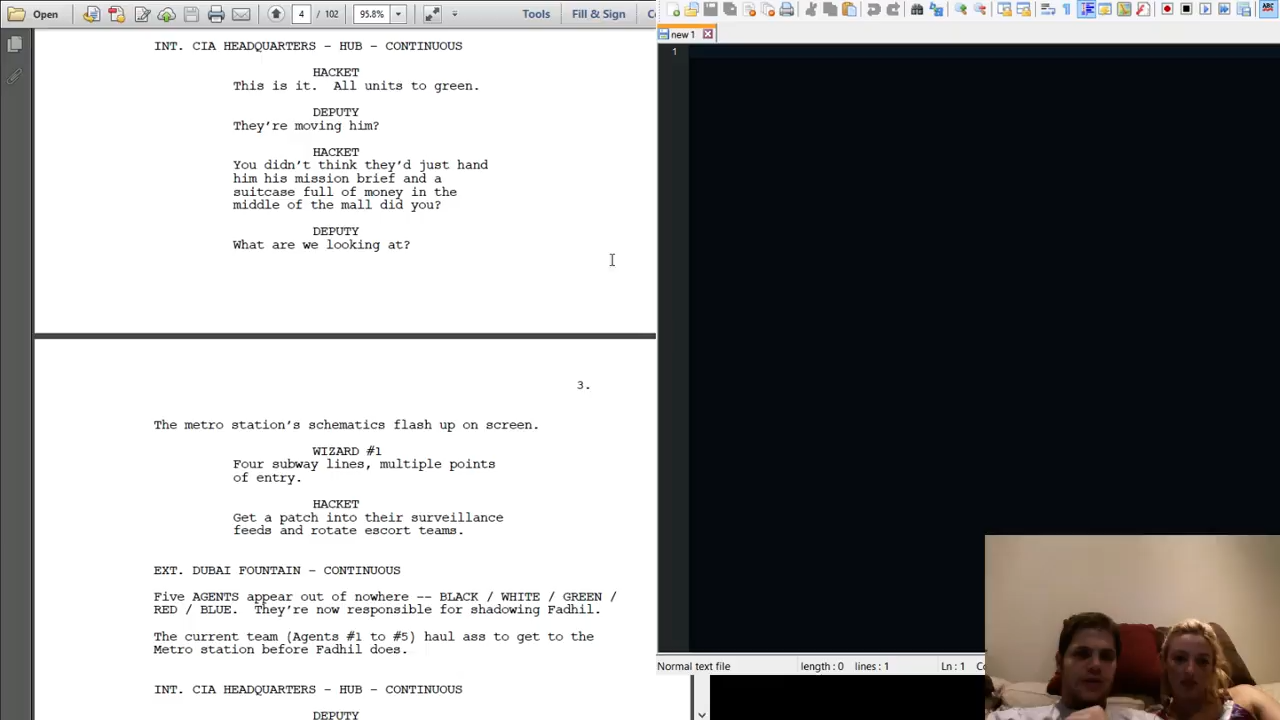 Open
4 / 102
95.8%
Tools
Fill & Sign
new 1
INT. CIA HEADQUARTERS – HUB – CONTINUOUS
1
HACKET
This is it.  All units to green.
DEPUTY
They're moving him?
HACKET
You didn't think they'd just hand
him his mission brief and a
suitcase full of money in the
middle of the mall did you?
DEPUTY
What are we looking at?
3.
The metro station's schematics flash up on screen.
WIZARD #1
Four subway lines, multiple points
of entry.
HACKET
Get a patch into their surveillance
feeds and rotate escort teams.
EXT. DUBAI FOUNTAIN – CONTINUOUS
Five AGENTS appear out of nowhere -- BLACK / WHITE / GREEN /
RED / BLUE.  They're now responsible for shadowing Fadhil.
The current team (Agents #1 to #5) haul ass to get to the
Metro station before Fadhil does.
INT. CIA HEADQUARTERS – HUB – CONTINUOUS
DEPUTY
Normal text file
length : 0
lines : 1
Ln : 1